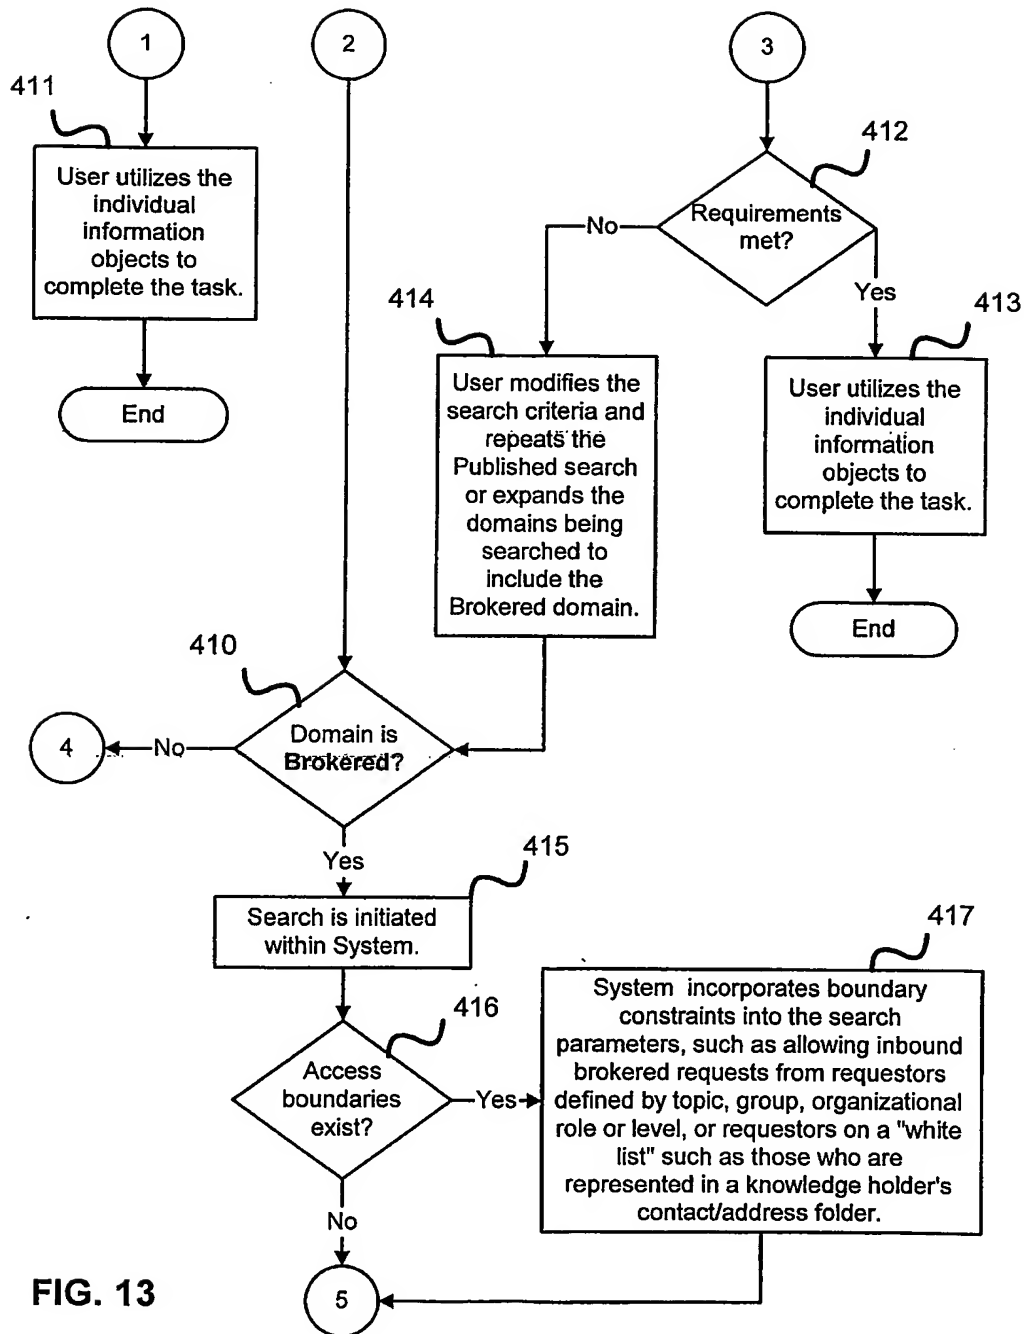 1
2
3
411
User utilizes the
individual
information
objects to
complete the task.
End
412
Requirements
met?
No
Yes
414
User modifies the
search criteria and
repeats the
Published search
or expands the
domains being
searched to
include the
Brokered domain.
413
User utilizes the
individual
information
objects to
complete the task.
End
410
Domain is
Brokered?
No
4
Yes
415
Search is initiated
within System.
416
Access
boundaries
exist?
Yes
417
System incorporates boundary
constraints into the search
parameters, such as allowing inbound
brokered requests from requestors
defined by topic, group, organizational
role or level, or requestors on a "white
list" such as those who are
represented in a knowledge holder's
contact/address folder.
No
5
FIG. 13